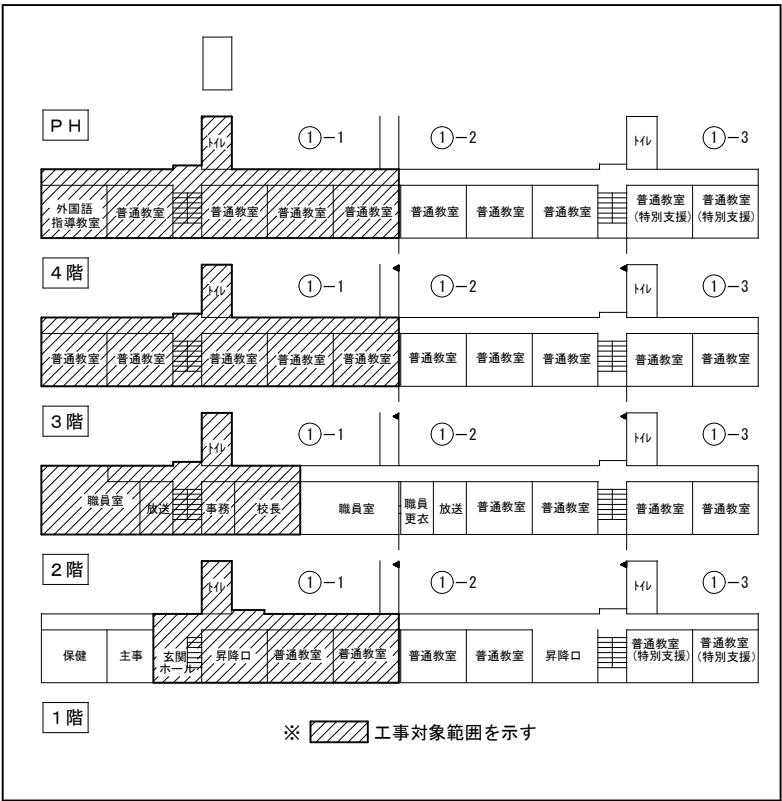 PH
トイレ
①-1
①-2
トイレ
①-3
外国語
指導教室
普通教室
普通教室
普通教室
普通教室
普通教室
普通教室
普通教室
普通教室
(特別支援)
普通教室
(特別支援)
4階
トイレ
①-1
①-2
トイレ
①-3
普通教室
普通教室
普通教室
普通教室
普通教室
普通教室
普通教室
普通教室
普通教室
普通教室
3階
トイレ
①-1
①-2
トイレ
①-3
職員室
放送
事務
校長
職員室
職員
更衣
放送
普通教室
普通教室
普通教室
普通教室
2階
トイレ
①-1
①-2
トイレ
①-3
保健
主事
玄関
ホール
昇降口
普通教室
普通教室
普通教室
普通教室
昇降口
普通教室
(特別支援)
普通教室
(特別支援)
1階
※ 工事対象範囲を示す